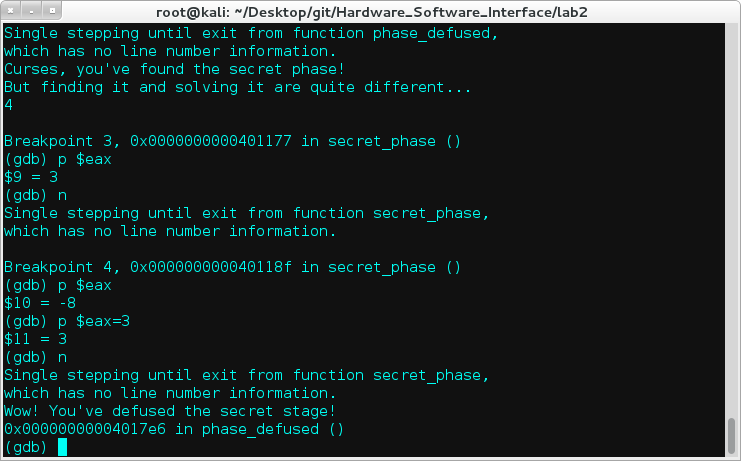 root@kali: ~/Desktop/git/Hardware_Software_Interface/lab2
Single stepping until exit from function phase_defused,
which has no line number information.
Curses, you've found the secret phase!
But finding it and solving it are quite different...
4
Breakpoint 3, 0x0000000000401177 in secret_phase ()
(gdb) p $eax
$9 = 3
(gdb) n
Single stepping until exit from function secret_phase,
which has no line number information.
Breakpoint 4, 0x000000000040118f in secret_phase ()
(gdb) p $eax
$10 = -8
(gdb) p $eax=3
$11 = 3
(gdb) n
Single stepping until exit from function secret_phase,
which has no line number information.
Wow! You've defused the secret stage!
0x00000000004017e6 in phase_defused ()
(gdb)